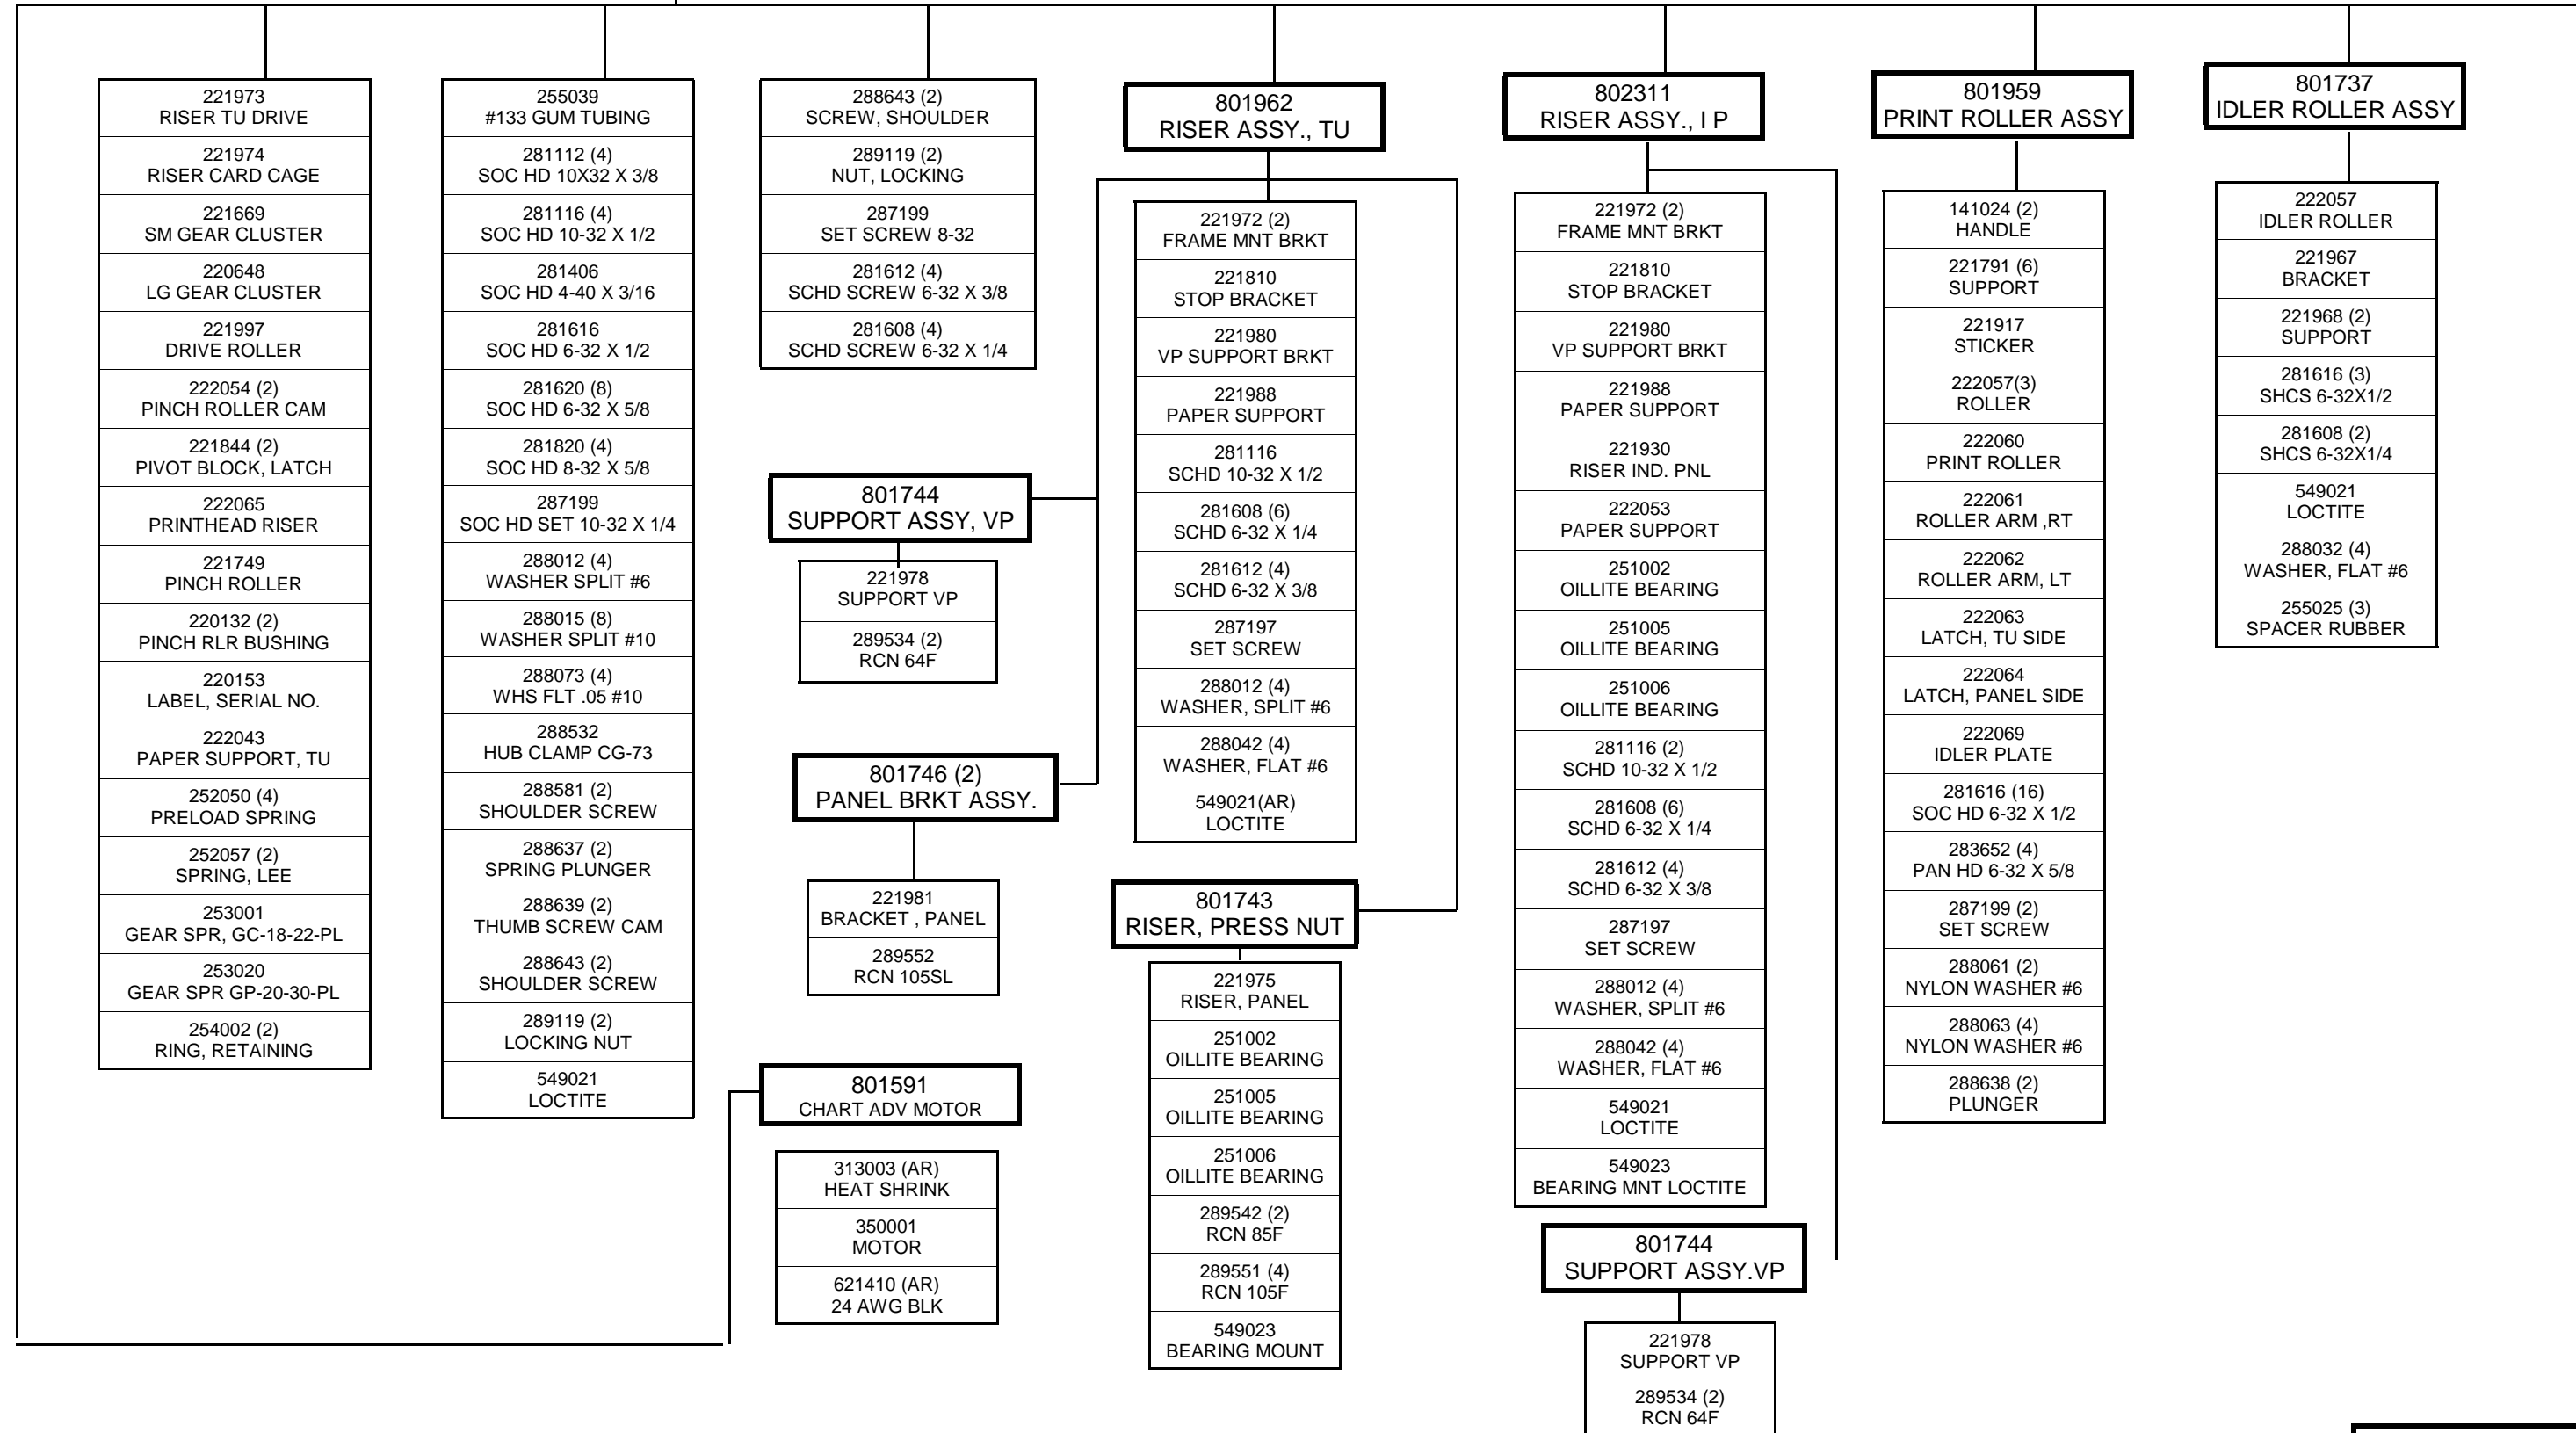 221973
RISER TU DRIVE
221974
RISER CARD CAGE
221669
SM GEAR CLUSTER
220648
LG GEAR CLUSTER
221997
DRIVE ROLLER
222054 (2)
PINCH ROLLER CAM
221844 (2)
PIVOT BLOCK, LATCH
222065
PRINTHEAD RISER
221749
PINCH ROLLER
220132 (2)
PINCH RLR BUSHING
220153
LABEL, SERIAL NO.
222043
PAPER SUPPORT, TU
252050 (4)
PRELOAD SPRING
252057 (2)
SPRING, LEE
253001
GEAR SPR, GC-18-22-PL
253020
GEAR SPR GP-20-30-PL
254002 (2)
RING, RETAINING
255039
#133 GUM TUBING
281112 (4)
SOC HD 10X32 X 3/8
281116 (4)
SOC HD 10-32 X 1/2
281406
SOC HD 4-40 X 3/16
281616
SOC HD 6-32 X 1/2
281620 (8)
SOC HD 6-32 X 5/8
281820 (4)
SOC HD 8-32 X 5/8
287199
SOC HD SET 10-32 X 1/4
288012 (4)
WASHER SPLIT #6
288015 (8)
WASHER SPLIT #10
288073 (4)
WHS FLT .05 #10
288532
HUB CLAMP CG-73
288581 (2)
SHOULDER SCREW
288637 (2)
SPRING PLUNGER
288639 (2)
THUMB SCREW CAM
288643 (2)
SHOULDER SCREW
289119 (2)
LOCKING NUT
549021
LOCTITE
288643 (2)
SCREW, SHOULDER
289119 (2)
NUT, LOCKING
287199
SET SCREW 8-32
281612 (4)
SCHD SCREW 6-32 X 3/8
281608 (4)
SCHD SCREW 6-32 X 1/4
801744
SUPPORT ASSY, VP
221978
SUPPORT VP
289534 (2)
RCN 64F
801746 (2)
PANEL BRKT ASSY.
221981
BRACKET , PANEL
289552
RCN 105SL
801591
CHART ADV MOTOR
313003 (AR)
HEAT SHRINK
350001
MOTOR
621410 (AR)
24 AWG BLK
801962
RISER ASSY., TU
221972 (2)
FRAME MNT BRKT
221810
STOP BRACKET
221980
VP SUPPORT BRKT
221988
PAPER SUPPORT
281116
SCHD 10-32 X 1/2
281608 (6)
SCHD 6-32 X 1/4
281612 (4)
SCHD 6-32 X 3/8
287197
SET SCREW
288012 (4)
WASHER, SPLIT #6
288042 (4)
WASHER, FLAT #6
549021(AR)
LOCTITE
801743
RISER, PRESS NUT
221975
RISER, PANEL
251002
OILLITE BEARING
251005
OILLITE BEARING
251006
OILLITE BEARING
289542 (2)
RCN 85F
289551 (4)
RCN 105F
549023
BEARING MOUNT
802311
RISER ASSY., I P
221972 (2)
FRAME MNT BRKT
221810
STOP BRACKET
221980
VP SUPPORT BRKT
221988
PAPER SUPPORT
221930
RISER IND. PNL
222053
PAPER SUPPORT
251002
OILLITE BEARING
251005
OILLITE BEARING
251006
OILLITE BEARING
281116 (2)
SCHD 10-32 X 1/2
281608 (6)
SCHD 6-32 X 1/4
281612 (4)
SCHD 6-32 X 3/8
287197
SET SCREW
288012 (4)
WASHER, SPLIT #6
288042 (4)
WASHER, FLAT #6
549021
LOCTITE
549023
BEARING MNT LOCTITE
801744
SUPPORT ASSY.VP
221978
SUPPORT VP
289534 (2)
RCN 64F
801959
PRINT ROLLER ASSY
141024 (2)
HANDLE
221791 (6)
SUPPORT
221917
STICKER
222057(3)
ROLLER
222060
PRINT ROLLER
222061
ROLLER ARM ,RT
222062
ROLLER ARM, LT
222063
LATCH, TU SIDE
222064
LATCH, PANEL SIDE
222069
IDLER PLATE
281616 (16)
SOC HD 6-32 X 1/2
283652 (4)
PAN HD 6-32 X 5/8
287199 (2)
SET SCREW
288061 (2)
NYLON WASHER #6
288063 (4)
NYLON WASHER #6
288638 (2)
PLUNGER
801737
IDLER ROLLER ASSY
222057
IDLER ROLLER
221967
BRACKET
221968 (2)
SUPPORT
281616 (3)
SHCS 6-32X1/2
281608 (2)
SHCS 6-32X1/4
549021
LOCTITE
288032 (4)
WASHER, FLAT #6
255025 (3)
SPACER RUBBER